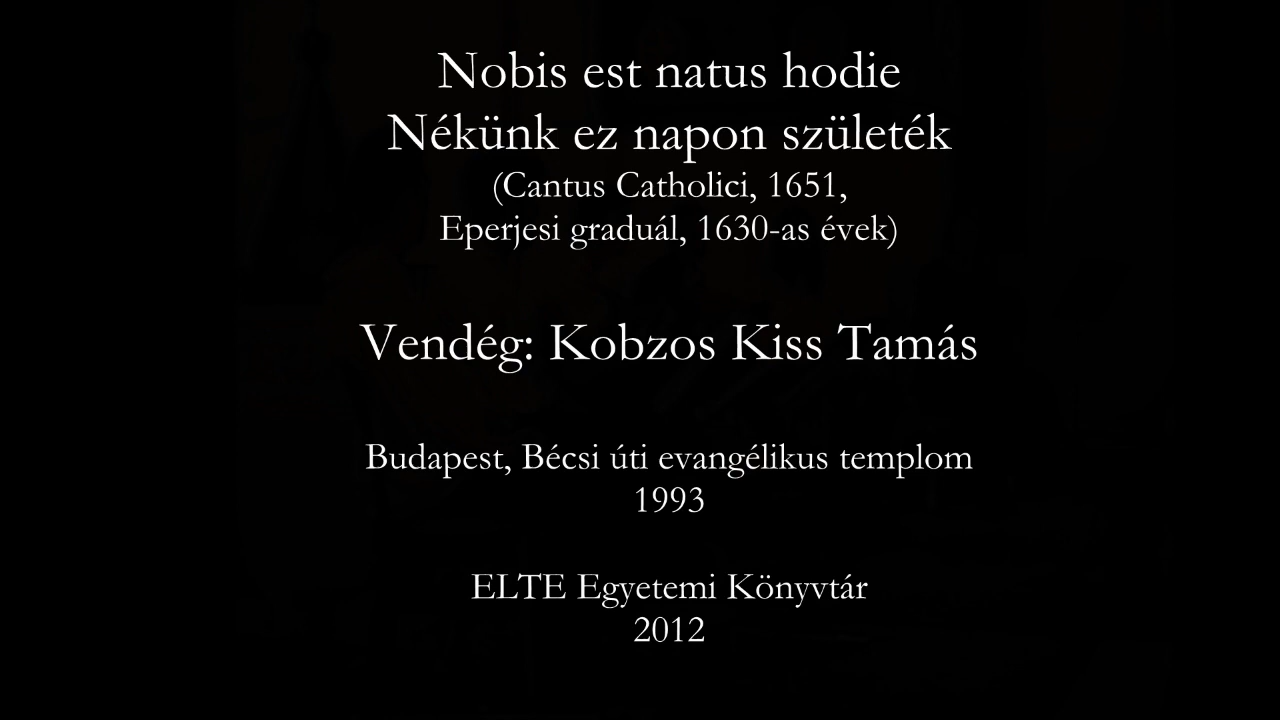 Nobis est natus hodie
Nékünk ez napon születék
(Cantus Catholici, 1651,
Eperjesi graduál, 1630-as évek)
Vendég: Kobzos Kiss Tamás
Budapest, Bécsi úti evangélikus templom
1993
ELTE Egyetemi Könyvtár
2012